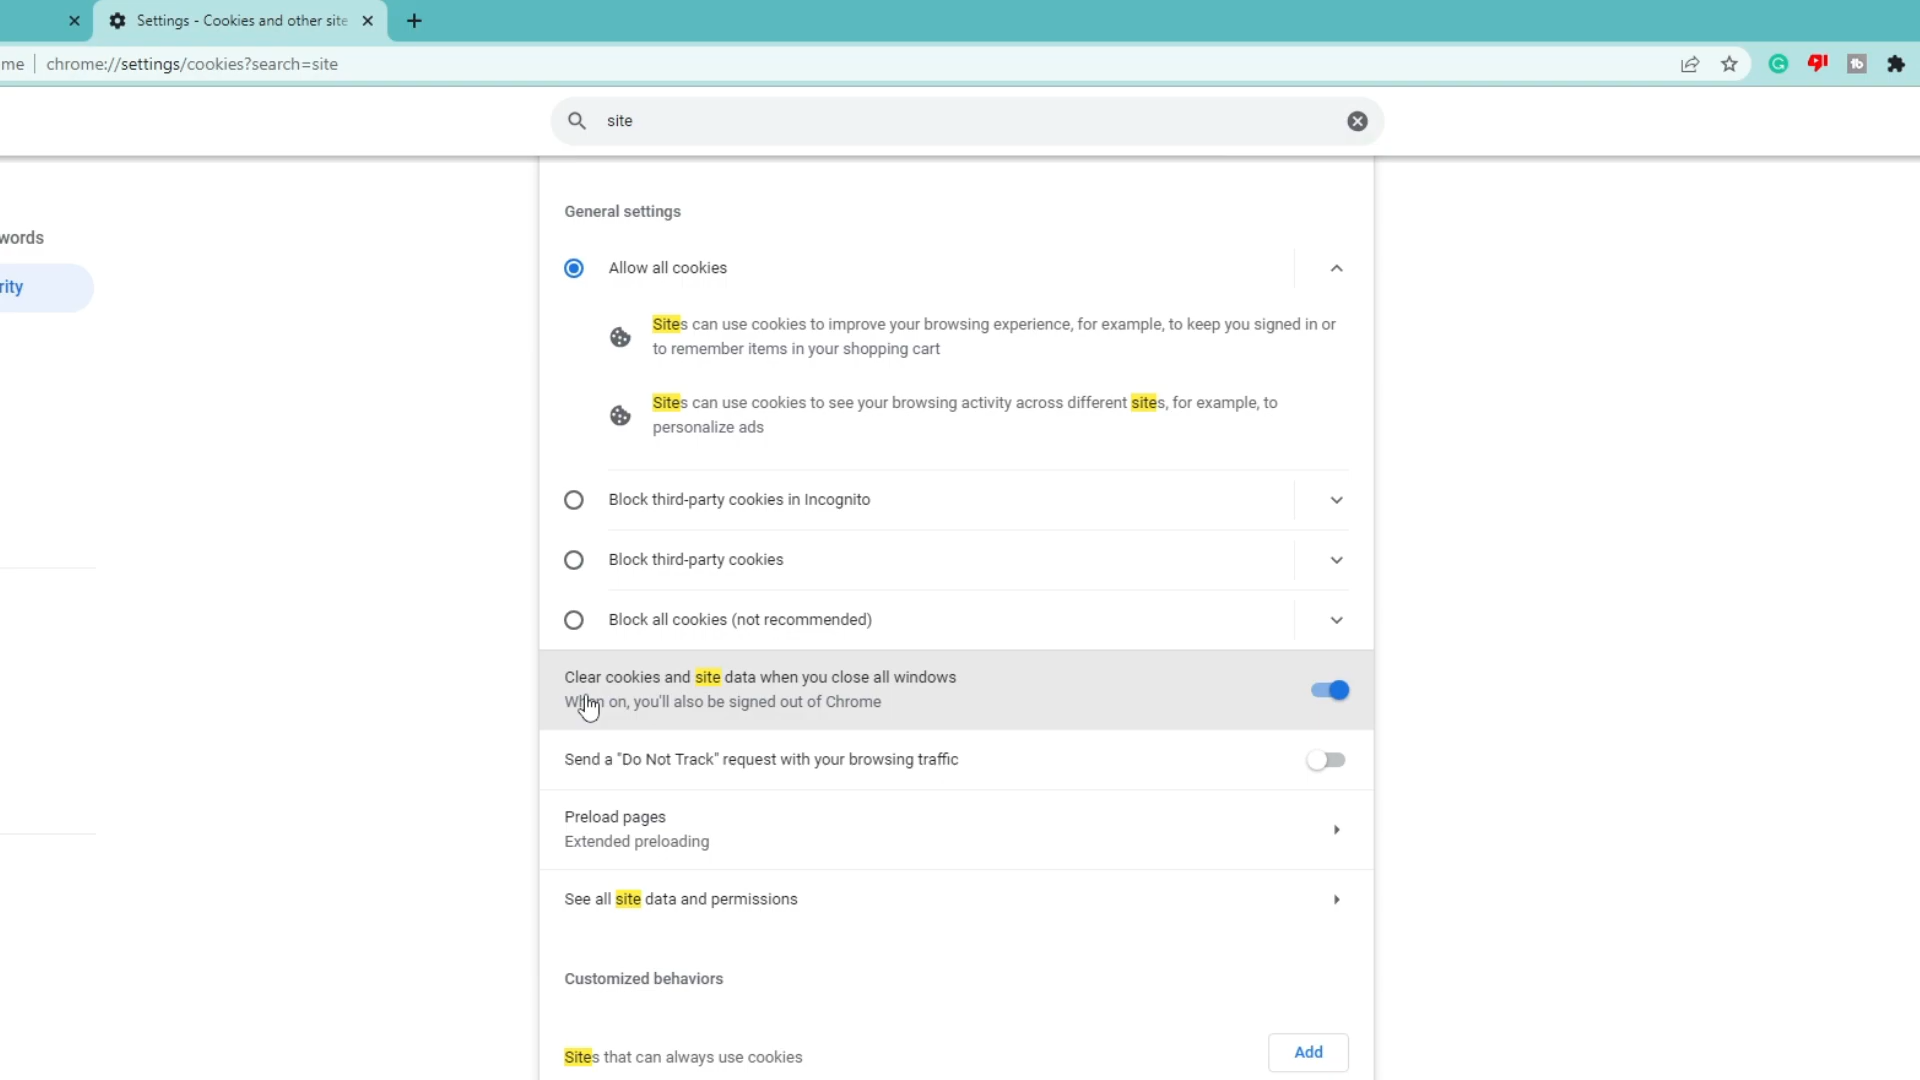 Settings - Cookies and other site
me chrome://settings/cookies?search=site
site
words
rity
General settings
Allow all cookies
Sites can use cookies to improve your browsing experience, for example, to keep you signed in or
to remember items in your shopping cart
Sites can use cookies to see your browsing activity across different sites, for example, to
personalize ads
Block third-party cookies in Incognito
Block third-party cookies
Block all cookies (not recommended)
Clear cookies and site data when you close all windows
When on, you'll also be signed out of Chrome
Send a "Do Not Track" request with your browsing traffic
Preload pages
Extended preloading
See all site data and permissions
Customized behaviors
Sites that can always use cookies
Add